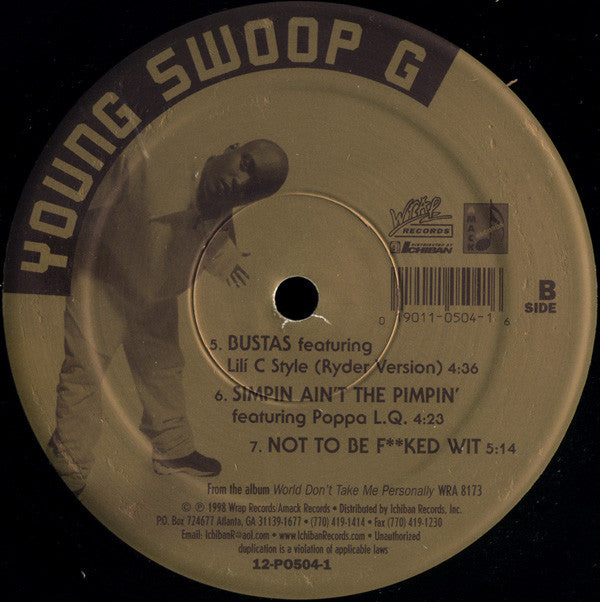 YOUNG SWOOP G
WRAP
RECORDS
DISTRIBUTED BY
ICHIBAN
MACK
0 19011-0504-1 6
B
SIDE
5. BUSTAS featuring
Lilí C Style (Ryder Version) 4:36
6. SIMPIN AIN'T THE PIMPIN'
featuring Poppa L.Q. 4:23
7. NOT TO BE F**KED WIT 5:14
From the album World Don't Take Me Personally WRA 8173
© ℗ 1998 Wrap Records/Amack Records • Distributed by Ichiban Records, Inc.
P.O. Box 724677 Atlanta, GA 31139-1677 • (770) 419-1414 • Fax (770) 419-1230
Email: IchibanR@aol.com • www.IchibanRecords.com • Unauthorized
duplication is a violation of applicable laws
12-PO504-1